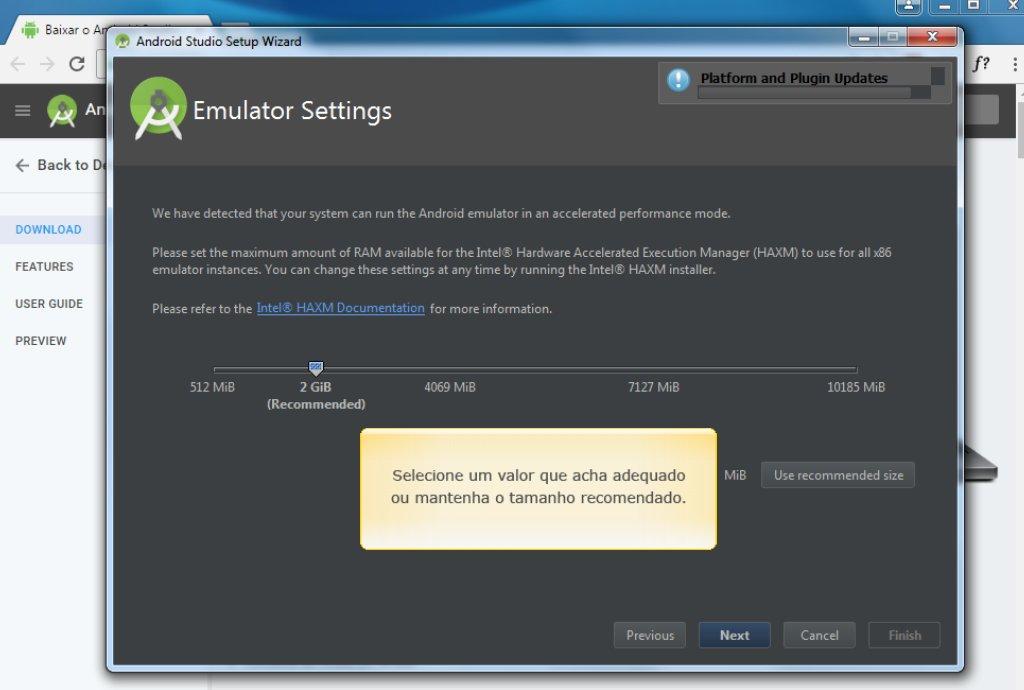 Baixar o An
Android Studio Setup Wizard
f?
An
Platform and Plugin Updates
Emulator Settings
Back to De
DOWNLOAD
FEATURES
USER GUIDE
PREVIEW
We have detected that your system can run the Android emulator in an accelerated performance mode.
Please set the maximum amount of RAM available for the Intel® Hardware Accelerated Execution Manager (HAXM) to use for all x86
emulator instances. You can change these settings at any time by running the Intel® HAXM installer.
Please refer to the Intel® HAXM Documentation for more information.
512 MiB 2 GiB 4069 MiB 7127 MiB 10185 MiB
(Recommended)
Selecione um valor que acha adequado
ou mantenha o tamanho recomendado.
MiB Use recommended size
Previous Next Cancel Finish